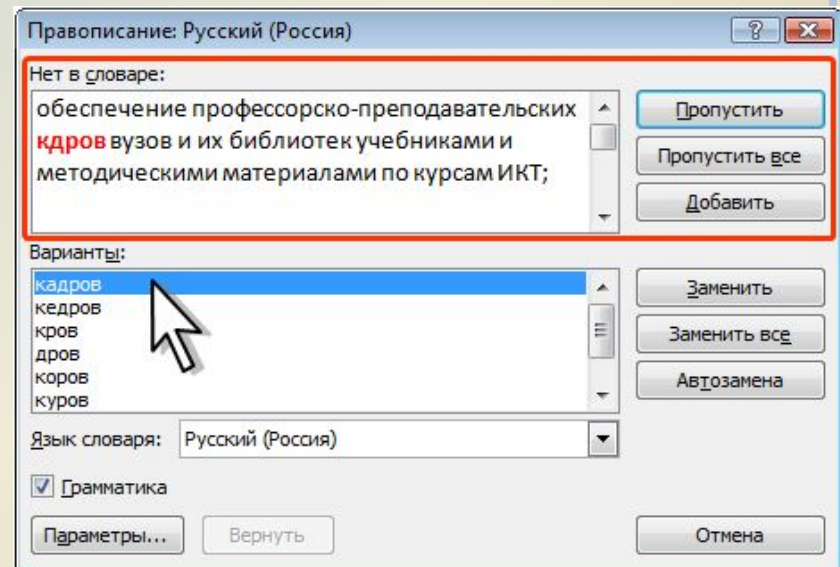 Правописание: Русский (Россия)
Нет в словаре:
обеспечение профессорско-преподавательских
кдров вузов и их библиотек учебниками и
методическими материалами по курсам ИКТ;
Пропустить
Пропустить все
Добавить
Варианты:
кадров
кедров
кров
дров
коров
куров
Заменить
Заменить все
Автозамена
Язык словаря: Русский (Россия)
Грамматика
Параметры... Вернуть Отмена